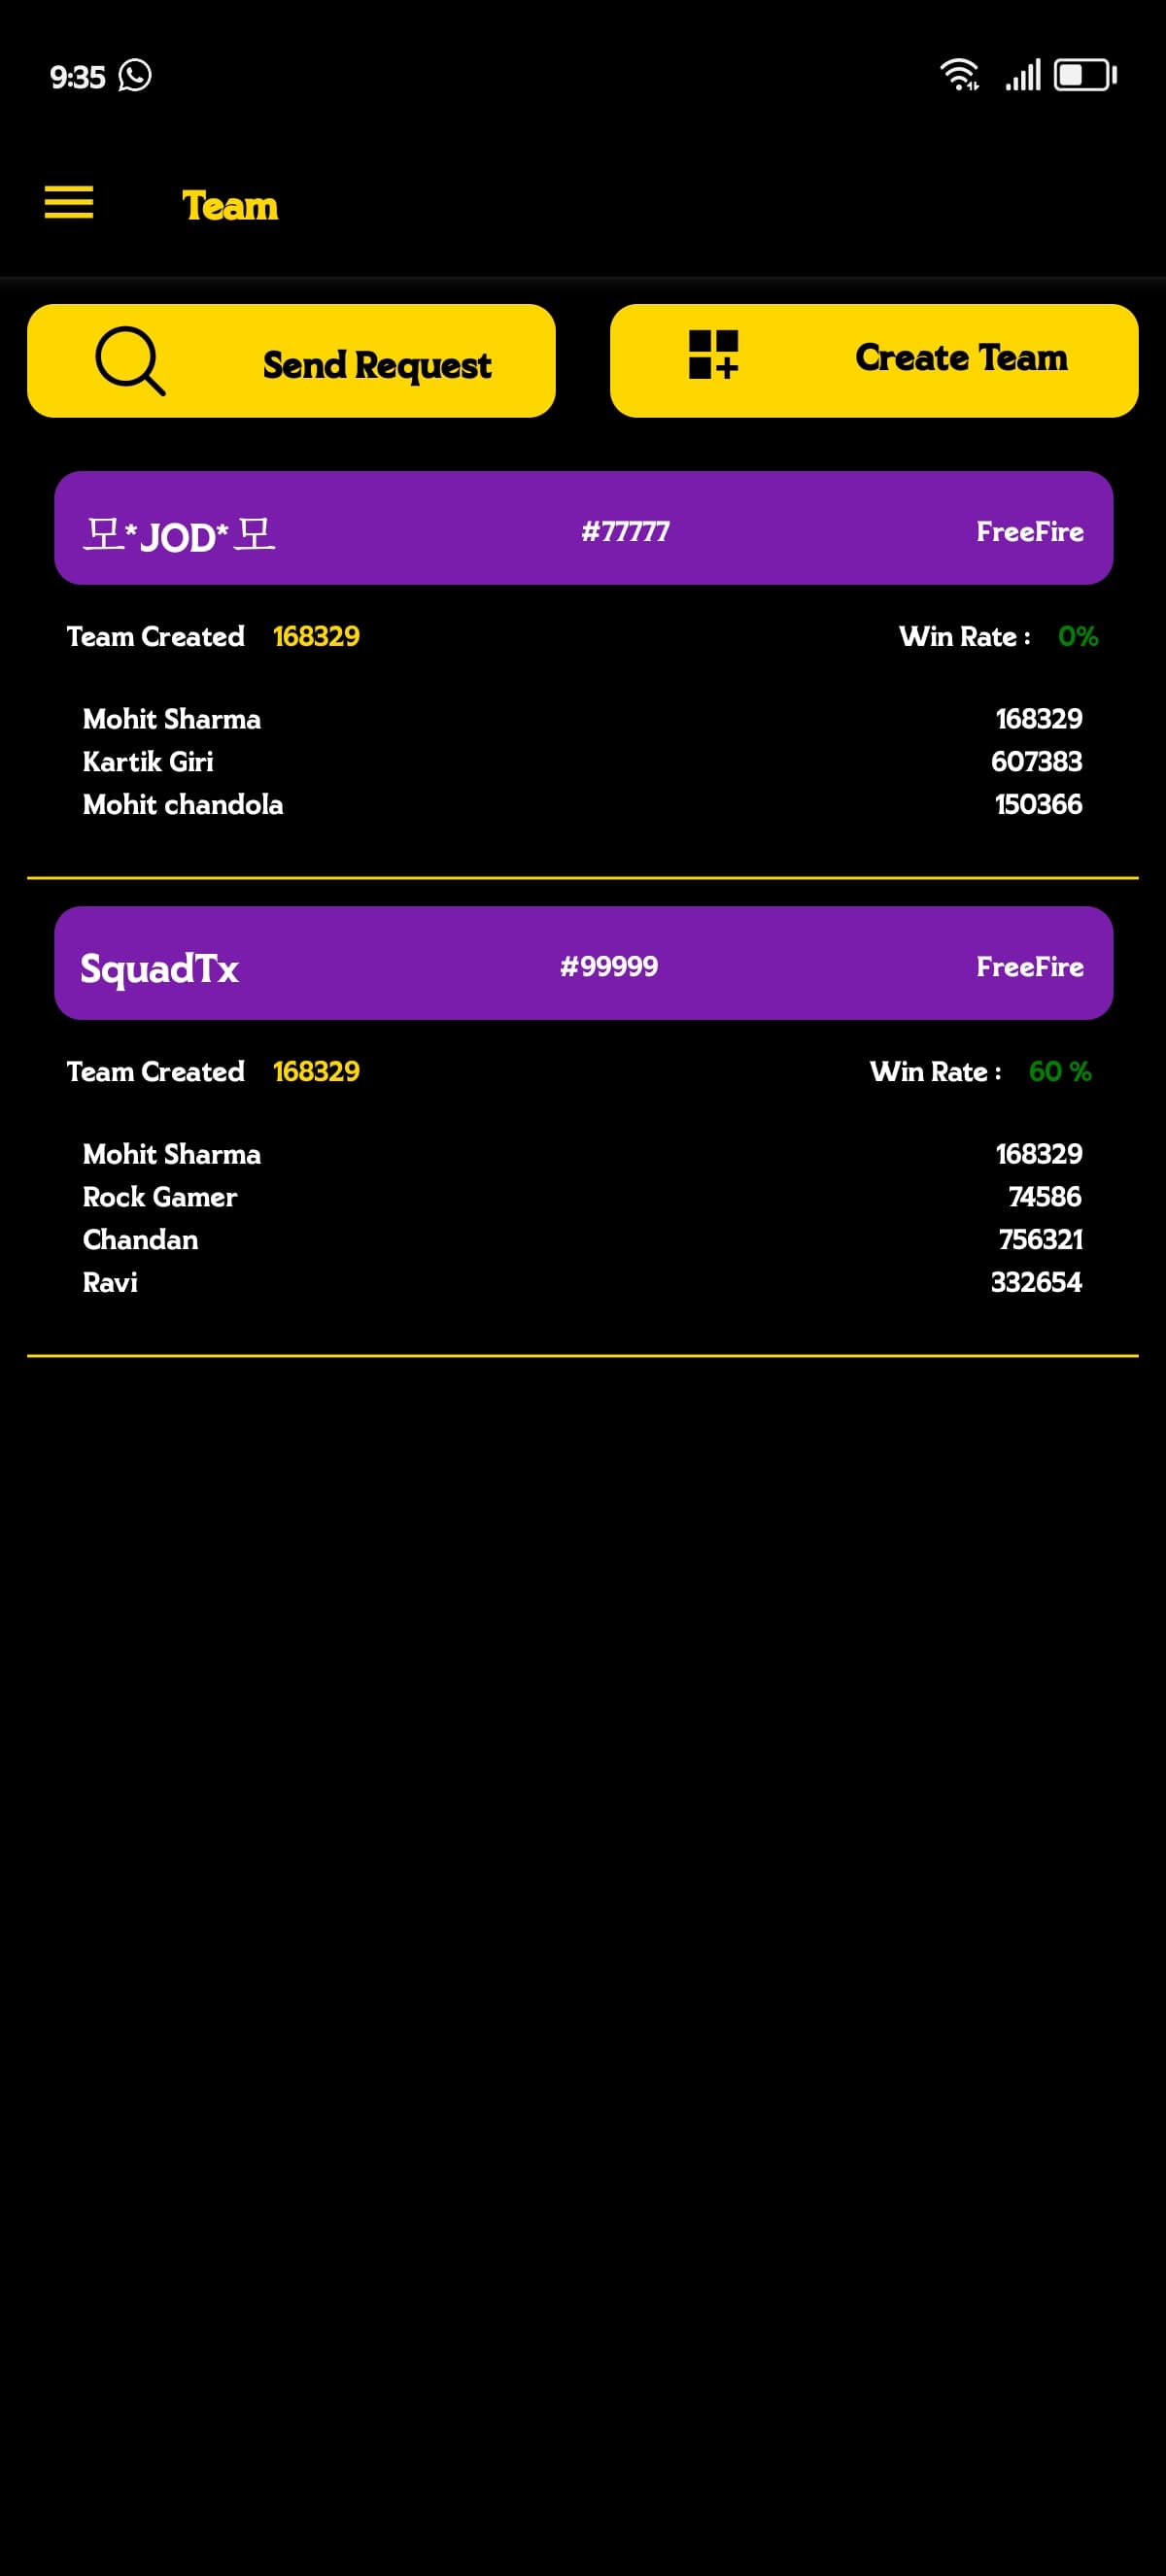 9:35
Team
Send Request
Create Team
모*JOD*모 #77777 FreeFire
Team Created 168329 Win Rate : 0%
Mohit Sharma 168329
Kartik Giri 607383
Mohit chandola 150366
SquadTx #99999 FreeFire
Team Created 168329 Win Rate : 60 %
Mohit Sharma 168329
Rock Gamer 74586
Chandan 756321
Ravi 332654